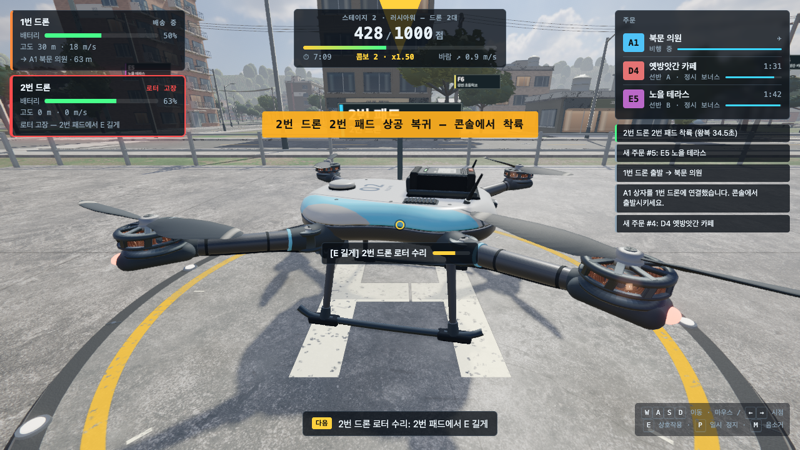 1번 드론 배송 중
배터리 50%
고도 30 m · 18 m/s
→ A1 북문 의원 · 63 m
2번 드론 로터 고장
배터리 63%
고도 0 m · 0 m/s
로터 고장 — 2번 패드에서 E 길게
스테이지 2 · 러시아워 — 드론 2대
428/1000점
7:09 콤보 2 · x1.50 바람 ↗ 0.9 m/s
F6
2번 드론 2번 패드 상공 복귀 — 콘솔에서 착륙
주문
A1 북문 의원
비행 중
D4 옛방앗간 카페 1:31
선반 A · 정시 보너스
E5 노을 테라스 1:42
선반 B · 정시 보너스
2번 드론 2번 패드 착륙 (왕복 34.5초)
새 주문 #5: E5 노을 테라스
1번 드론 출발 → 북문 의원
A1 상자를 1번 드론에 연결했습니다. 콘솔에서
출발시키세요.
새 주문 #4: D4 옛방앗간 카페
[E 길게] 2번 드론 로터 수리
다음 2번 드론 로터 수리: 2번 패드에서 E 길게
W A S D 이동 · 마우스 / ← → 시점
E 상호작용 · P 일시 정지 · M 음소거